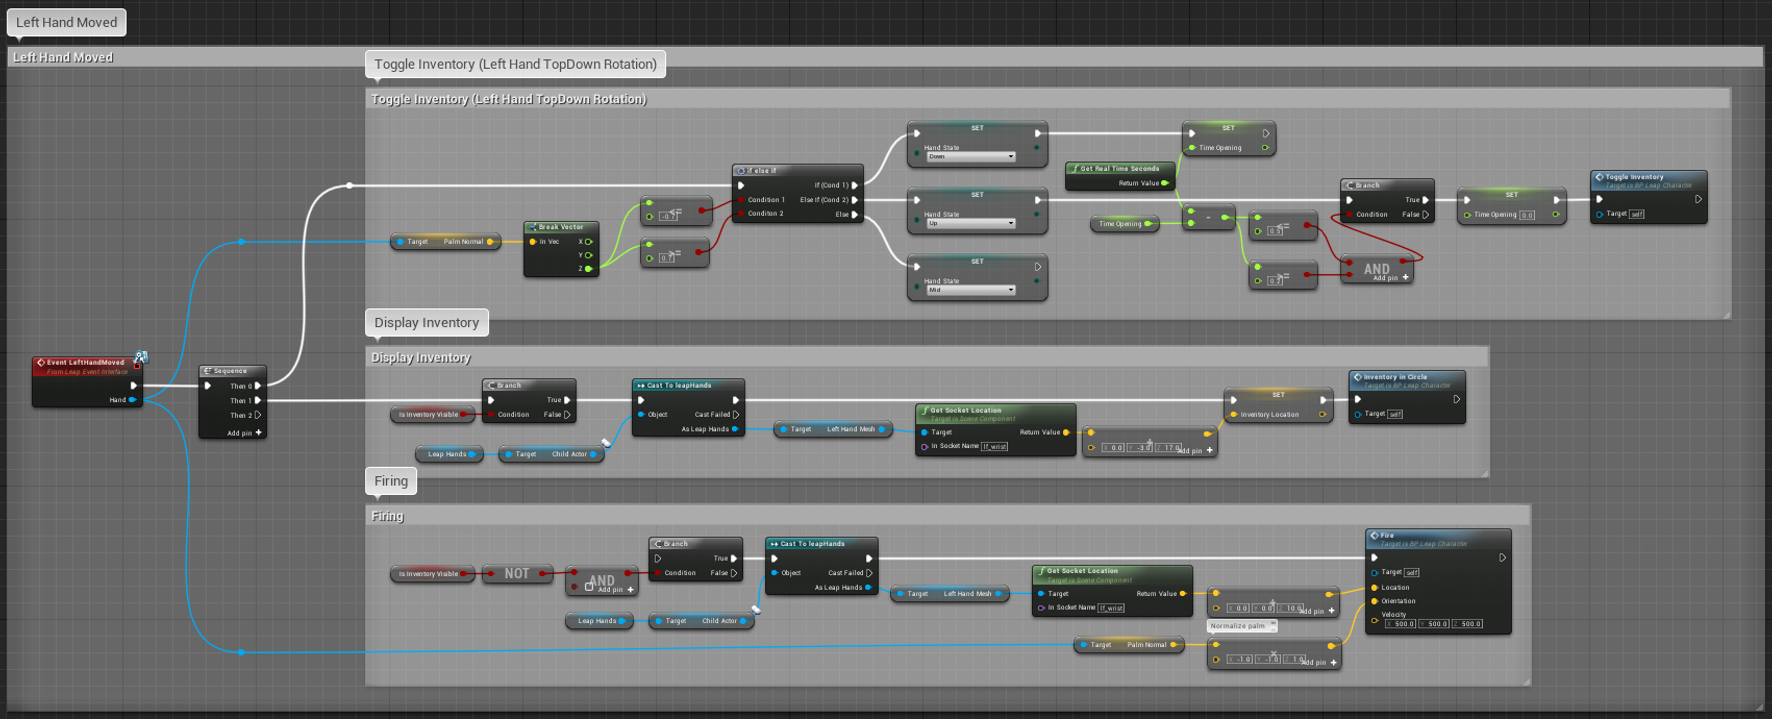 Left Hand Moved
Left Hand Moved
Toggle Inventory (Left Hand TopDown Rotation)
Toggle Inventory (Left Hand TopDown Rotation)
SET
Hand State
Down
SET
Time Opening
Get Real Time Seconds
Return Value
if else if
If (Cond 1)
Condition 1
Else If (Cond 2)
Conditon 2
Else
SET
Hand State
Up
SET
Hand State
Mid
Target Palm Normal
Break Vector
In Vec X
Y
Z
<=
>=
0.7
Time Opening
-
<=
0.5
>=
0.2
AND
Add pin +
Branch
True
Condition False
SET
Time Opening 0.0
Toggle Inventory
Target is BP Leap Character
Target self
Display Inventory
Display Inventory
Event LeftHandMoved
From Leap Event Interface
Hand
Sequence
Then 0
Then 1
Then 2
Add pin +
Is Inventory Visible
Branch
True
Condition False
Leap Hands
Target Child Actor
Cast To leapHands
Object Cast Failed
As Leap Hands
Target Left Hand Mesh
Get Socket Location
Target is Scene Component
Target Return Value
In Socket Name lf_wrist
+
X 0.0 Y -3.0 Z 17.0
Add pin +
SET
Inventory Location
Inventory in Circle
Target is BP Leap Character
Target self
Firing
Firing
Is Inventory Visible
NOT
AND
Add pin +
Branch
True
Condition False
Leap Hands
Target Child Actor
Cast To leapHands
Object Cast Failed
As Leap Hands
Target Left Hand Mesh
Get Socket Location
Target is Scene Component
Target Return Value
In Socket Name lf_wrist
+
X 0.0 Y 0.0 Z 10.0
Add pin +
Normalize palm
Target Palm Normal
X -1.0 Y -1.0 Z 1.0
Add pin +
Fire
Target is BP Leap Character
Target self
Location
Orientation
Velocity
X 500.0 Y 500.0 Z 500.0